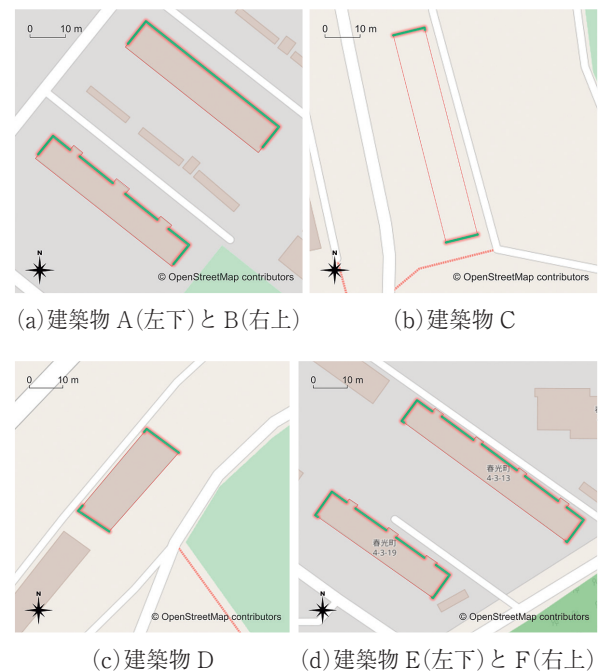 0 10 m
N
© OpenStreetMap contributors
(a)建築物 A(左下)と B(右上)
0 10 m
N
© OpenStreetMap contributors
(b)建築物 C
0 10 m
N
© OpenStreetMap contributors
(c)建築物 D
0 10 m
春光町
4-3-13
春光町
4-3-19
N
© OpenStreetMap contributors
(d)建築物 E(左下)と F(右上)